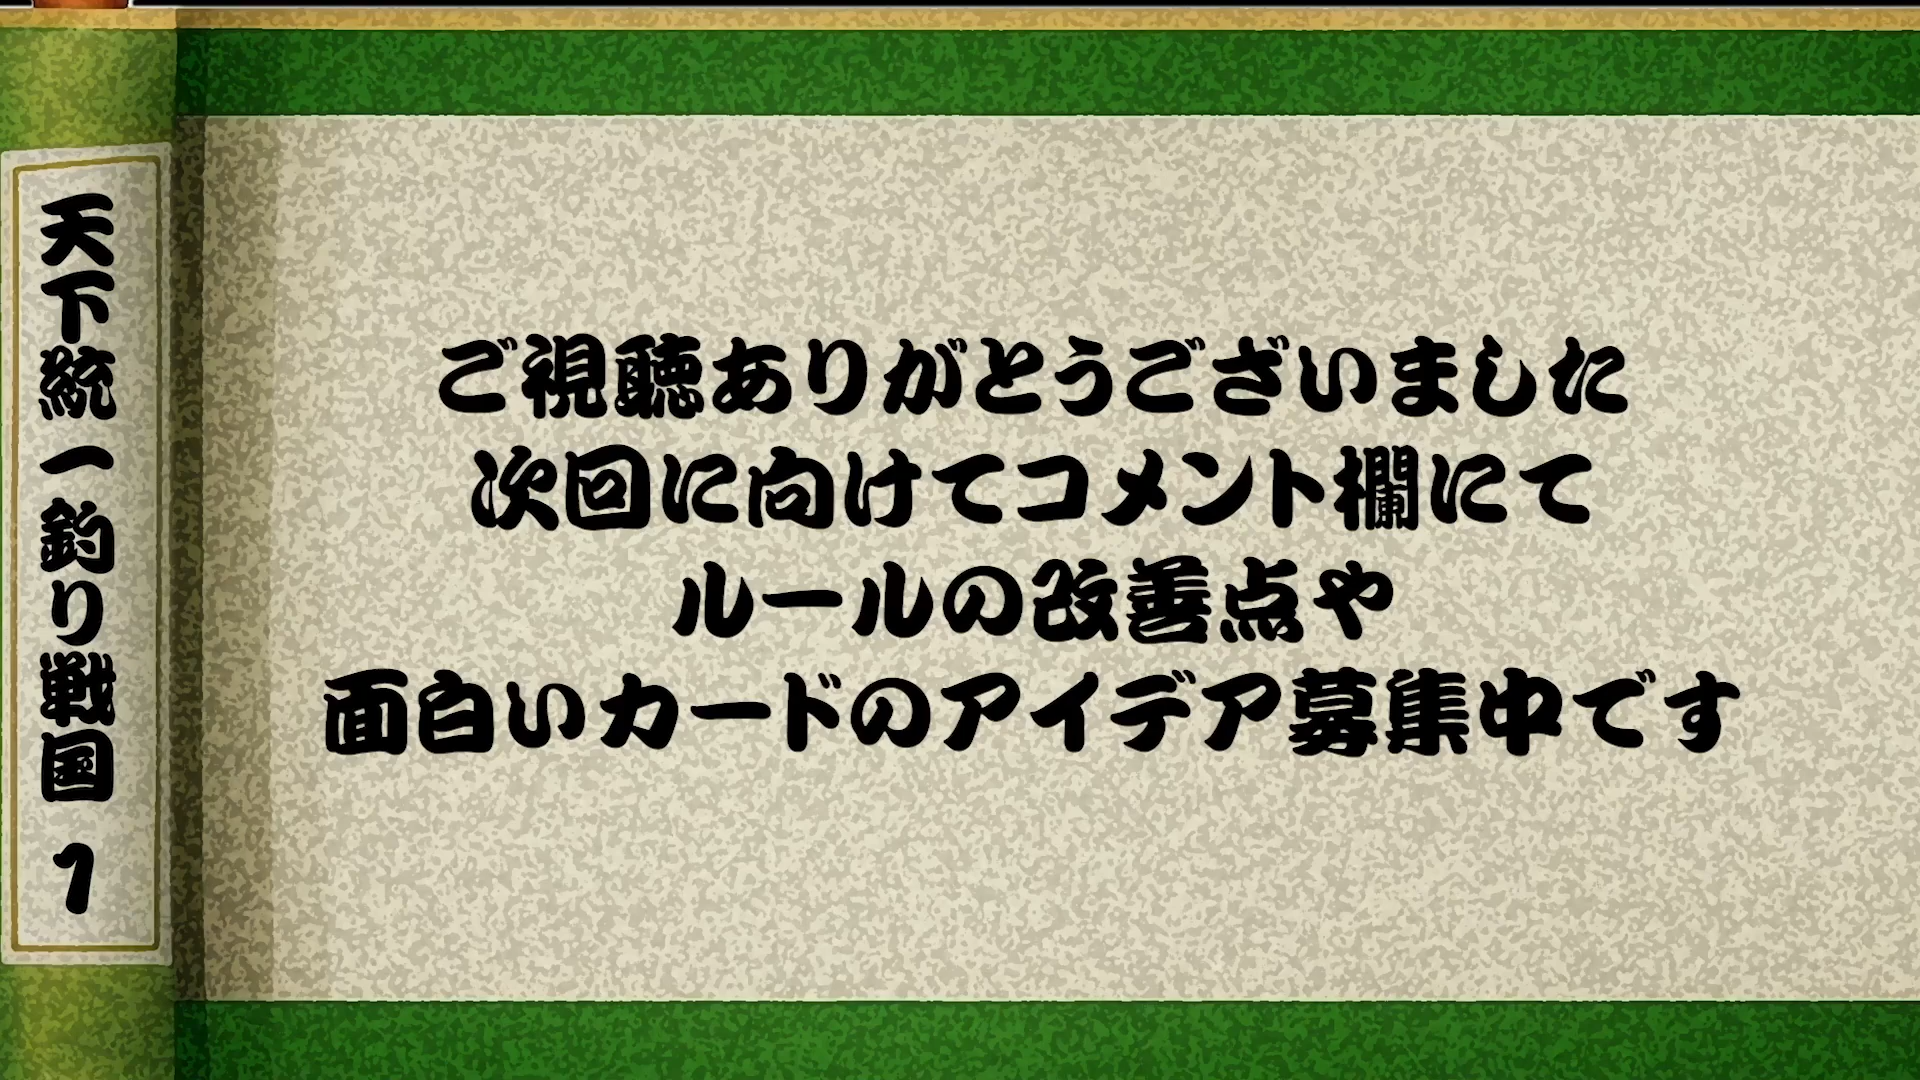 天下統一釣り戦国 1
ご視聴ありがとうございました
次回に向けてコメント欄にて
ルールの改善点や
面白いカードのアイデア募集中です